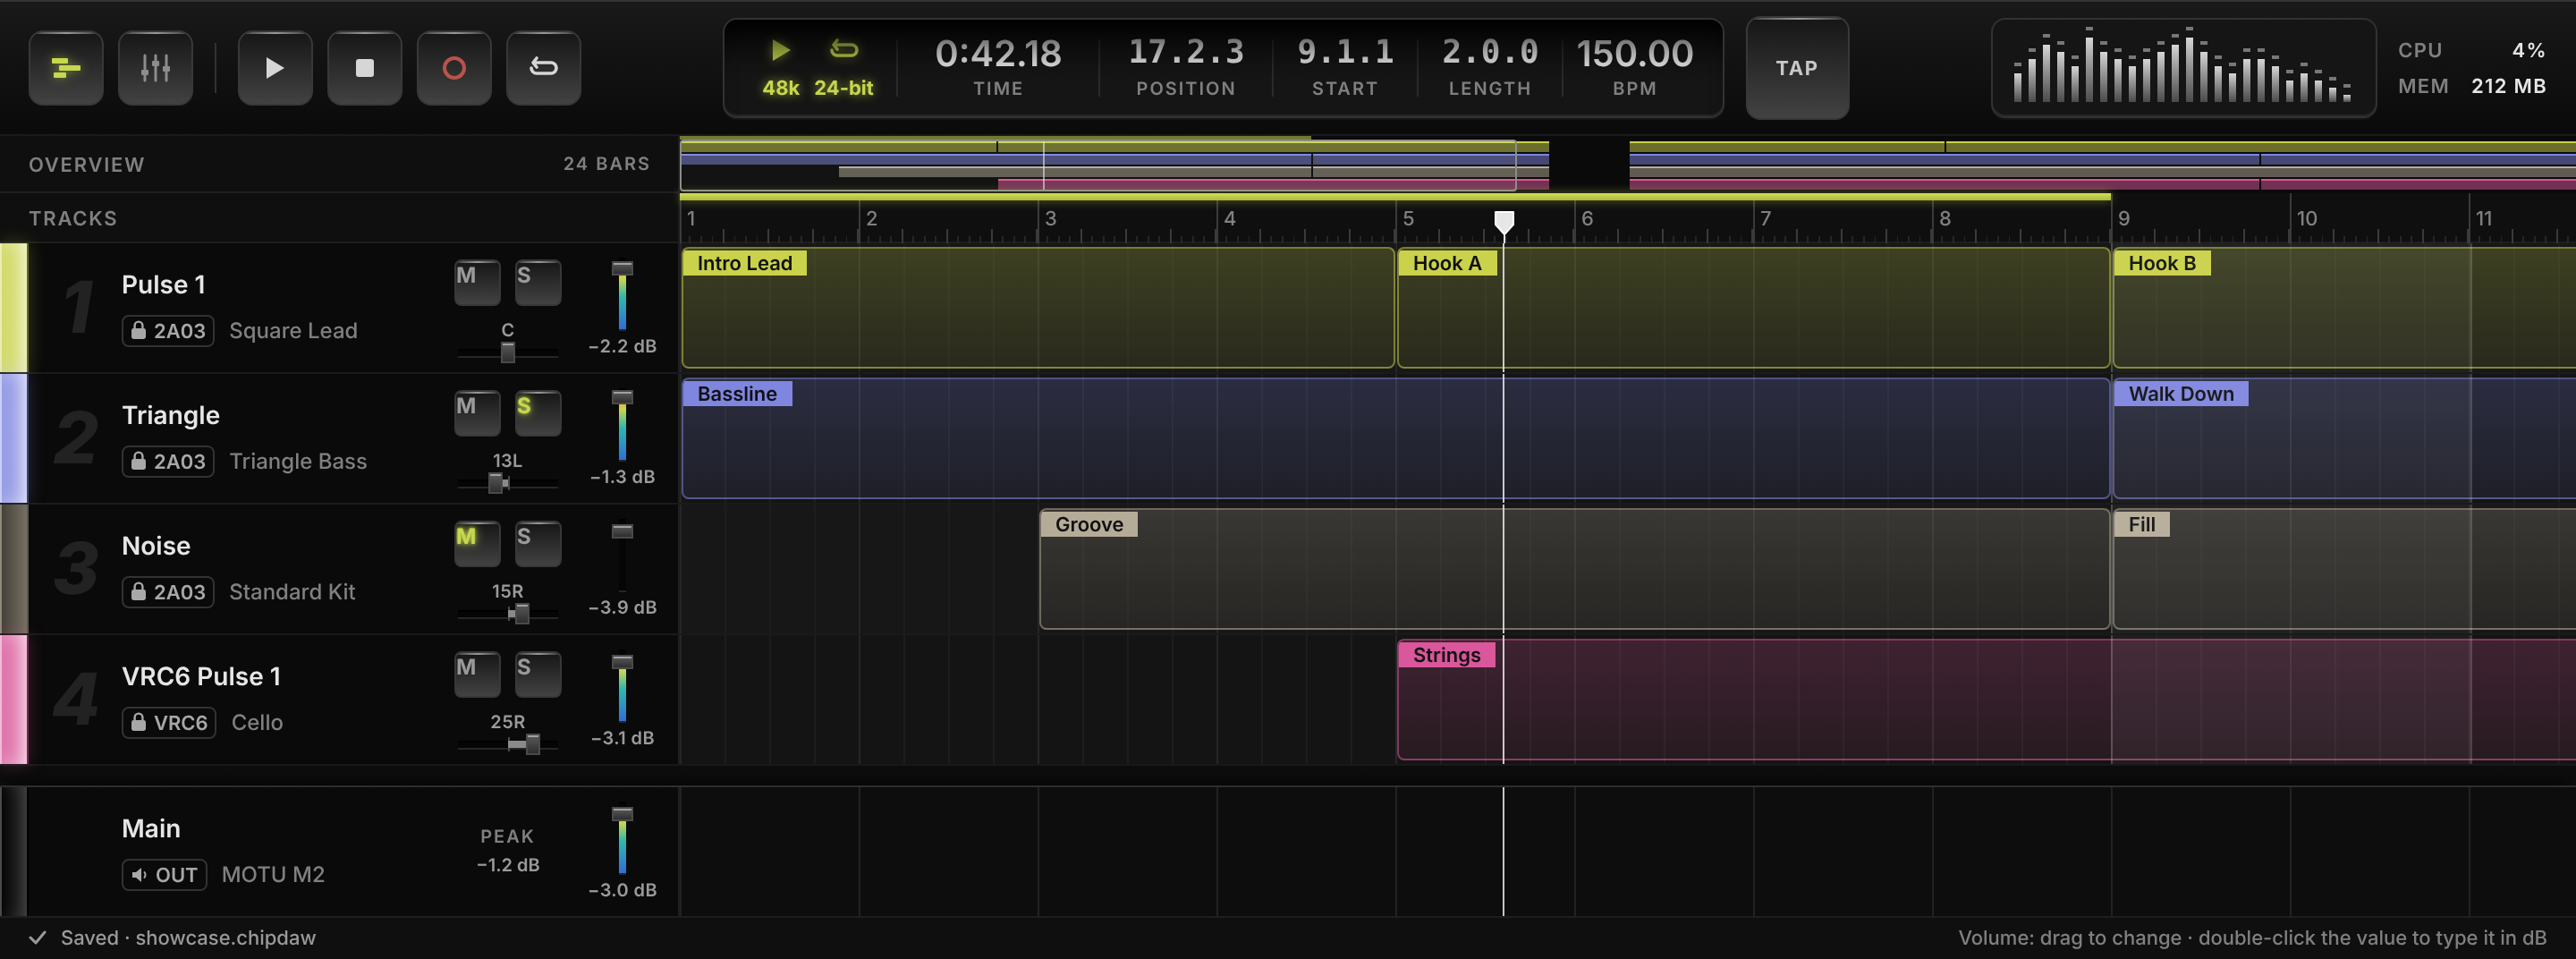 0:42.18 17.2.3 9.1.1 2.0.0 150.00
48k 24-bit TIME POSITION START LENGTH BPM
TAP
CPU 4%
MEM 212 MB
OVERVIEW 24 BARS
TRACKS
1 2 3 4 5 6 7 8 9 10 11
1
Pulse 1
2A03 Square Lead
M S
C
−2.2 dB
Intro Lead Hook A Hook B
2
Triangle
2A03 Triangle Bass
M S
13L
−1.3 dB
Bassline Walk Down
3
Noise
2A03 Standard Kit
M S
15R
−3.9 dB
Groove Fill
4
VRC6 Pulse 1
VRC6 Cello
M S
25R
−3.1 dB
Strings
Main
OUT MOTU M2
PEAK
−1.2 dB
−3.0 dB
Saved · showcase.chipdaw
Volume: drag to change · double-click the value to type it in dB